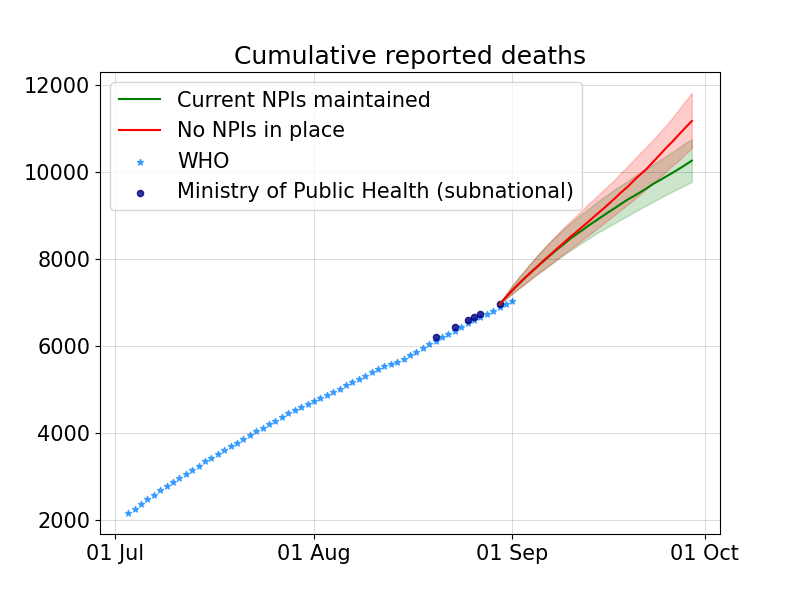 Cumulative reported deaths
12000
10000
8000
6000
4000
2000
Current NPIs maintained
No NPIs in place
WHO
Ministry of Public Health (subnational)
01 Jul
01 Aug
01 Sep
01 Oct